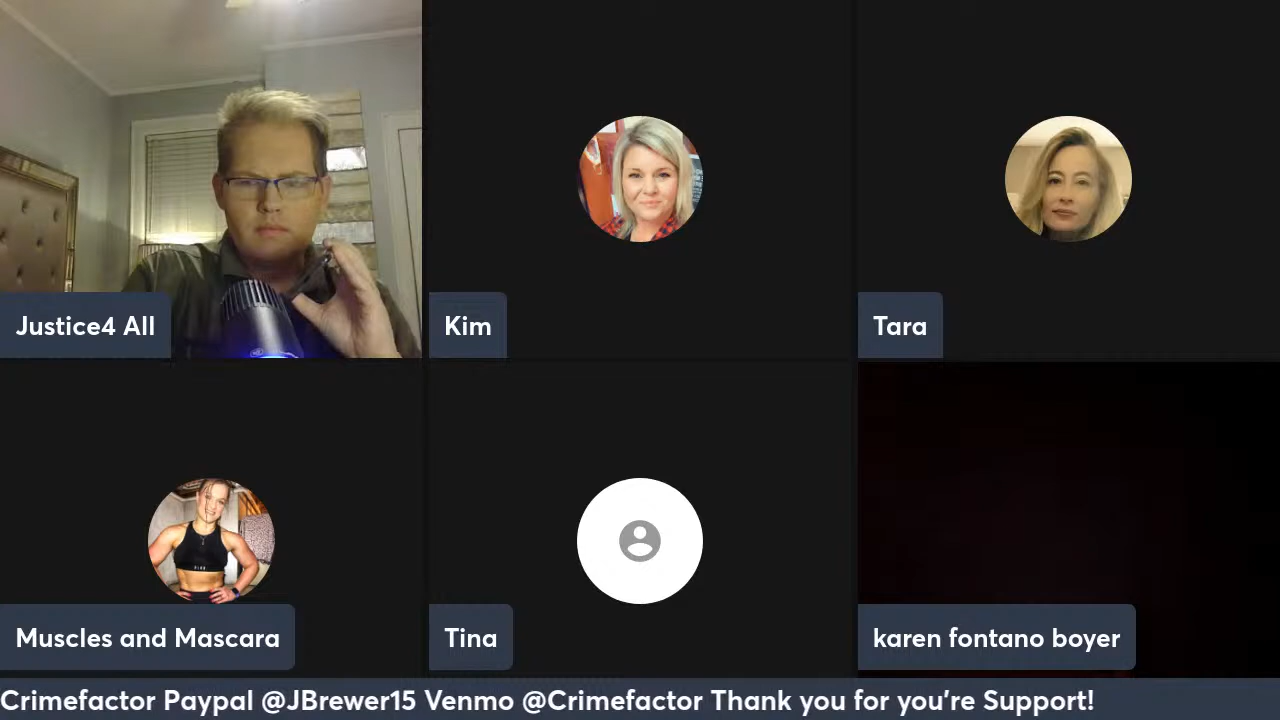 Justice4 All
Kim
Tara
Muscles and Mascara
Tina
karen fontano boyer
Crimefactor Paypal @JBrewer15 Venmo @Crimefactor Thank you for you're Support!